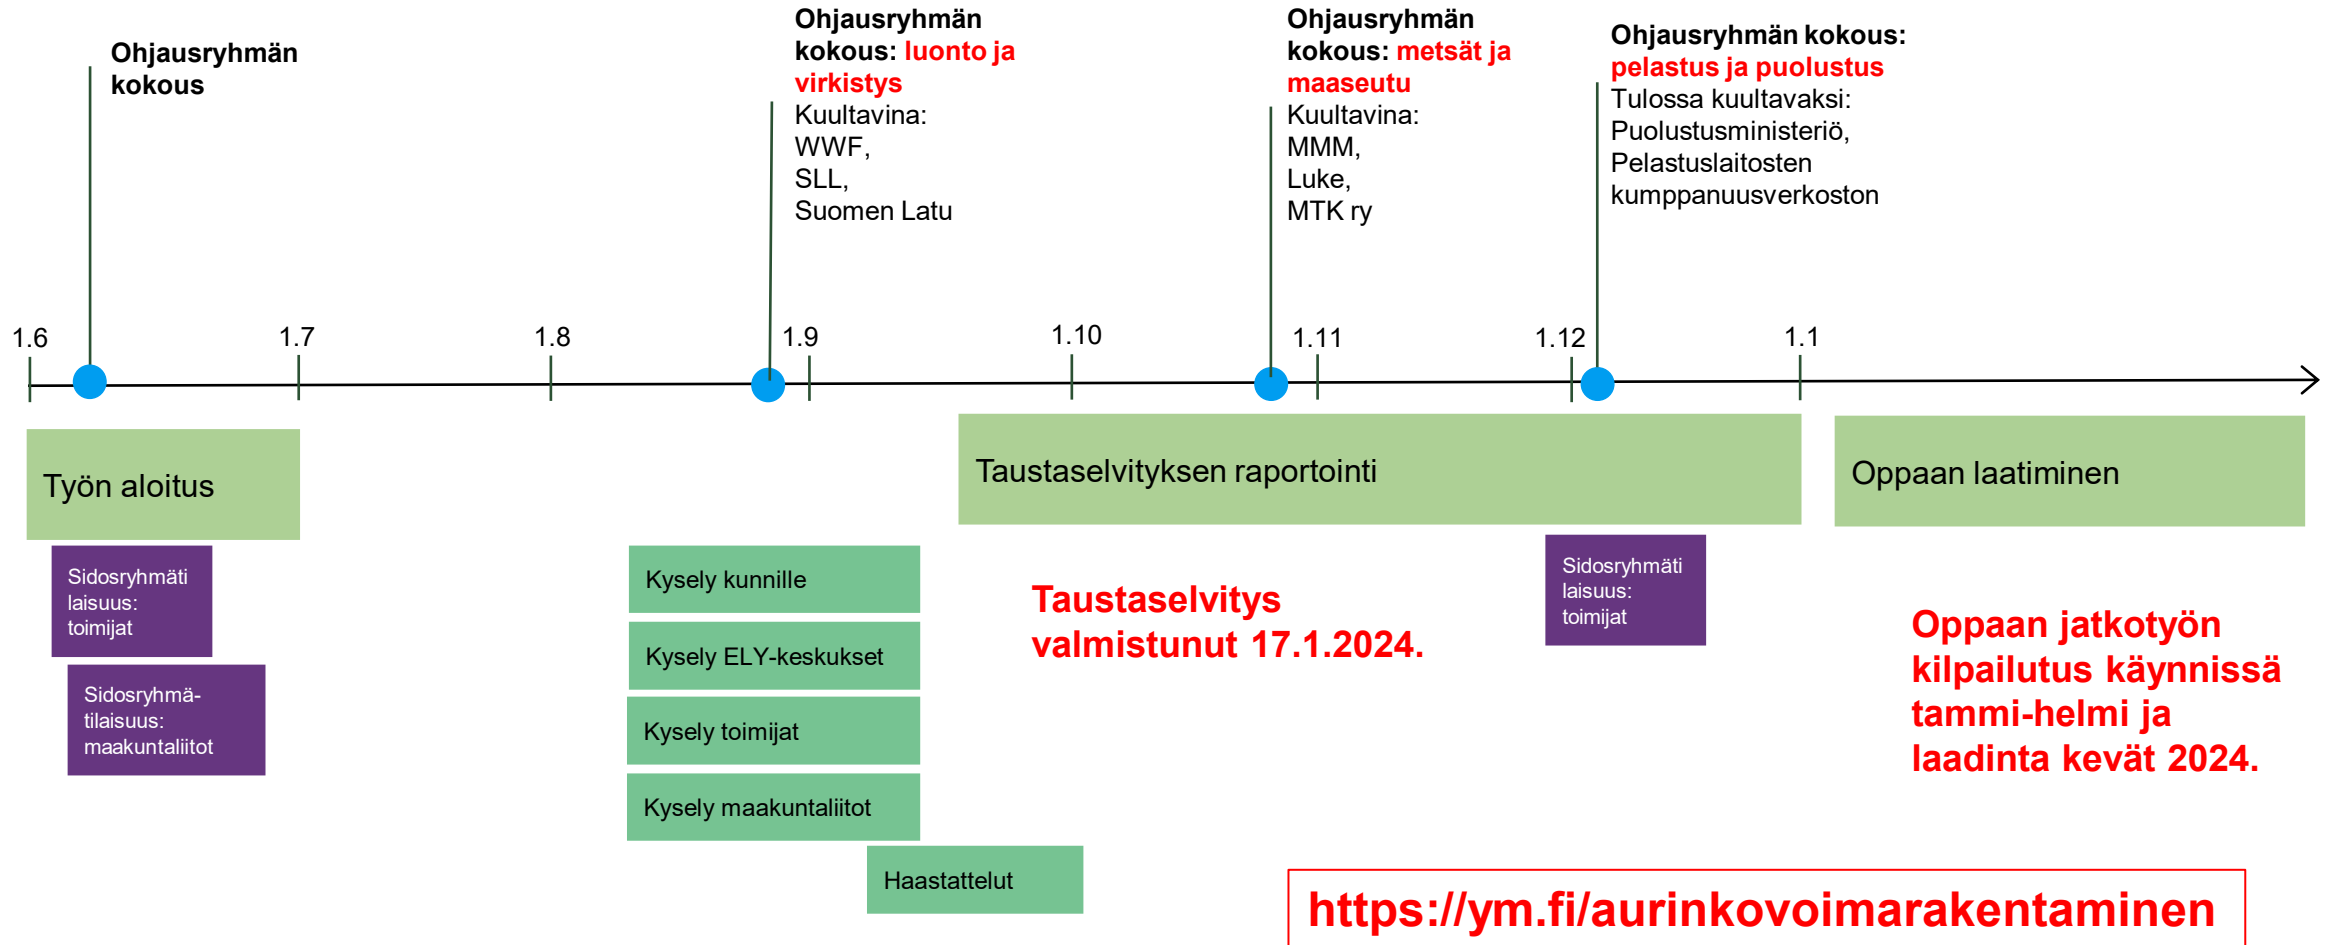 Ohjausryhmän
kokous
Ohjausryhmän
kokous: luonto ja
virkistys
Kuultavina:
WWF,
SLL,
Suomen Latu
Ohjausryhmän
kokous: metsät ja
maaseutu
Kuultavina:
MMM,
Luke,
MTK ry
Ohjausryhmän kokous:
pelastus ja puolustus
Tulossa kuultavaksi:
Puolustusministeriö,
Pelastuslaitosten
kumppanuusverkoston
1.6
1.7
1.8
1.9
1.10
1.11
1.12
1.1
Työn aloitus
Taustaselvityksen raportointi
Oppaan laatiminen
Sidosryhmäti
laisuus:
toimijat
Sidosryhmä-
tilaisuus:
maakuntaliitot
Kysely kunnille
Kysely ELY-keskukset
Kysely toimijat
Kysely maakuntaliitot
Haastattelut
Taustaselvitys
valmistunut 17.1.2024.
Sidosryhmäti
laisuus:
toimijat
Oppaan jatkotyön
kilpailutus käynnissä
tammi-helmi ja
laadinta kevät 2024.
https://ym.fi/aurinkovoimarakentaminen